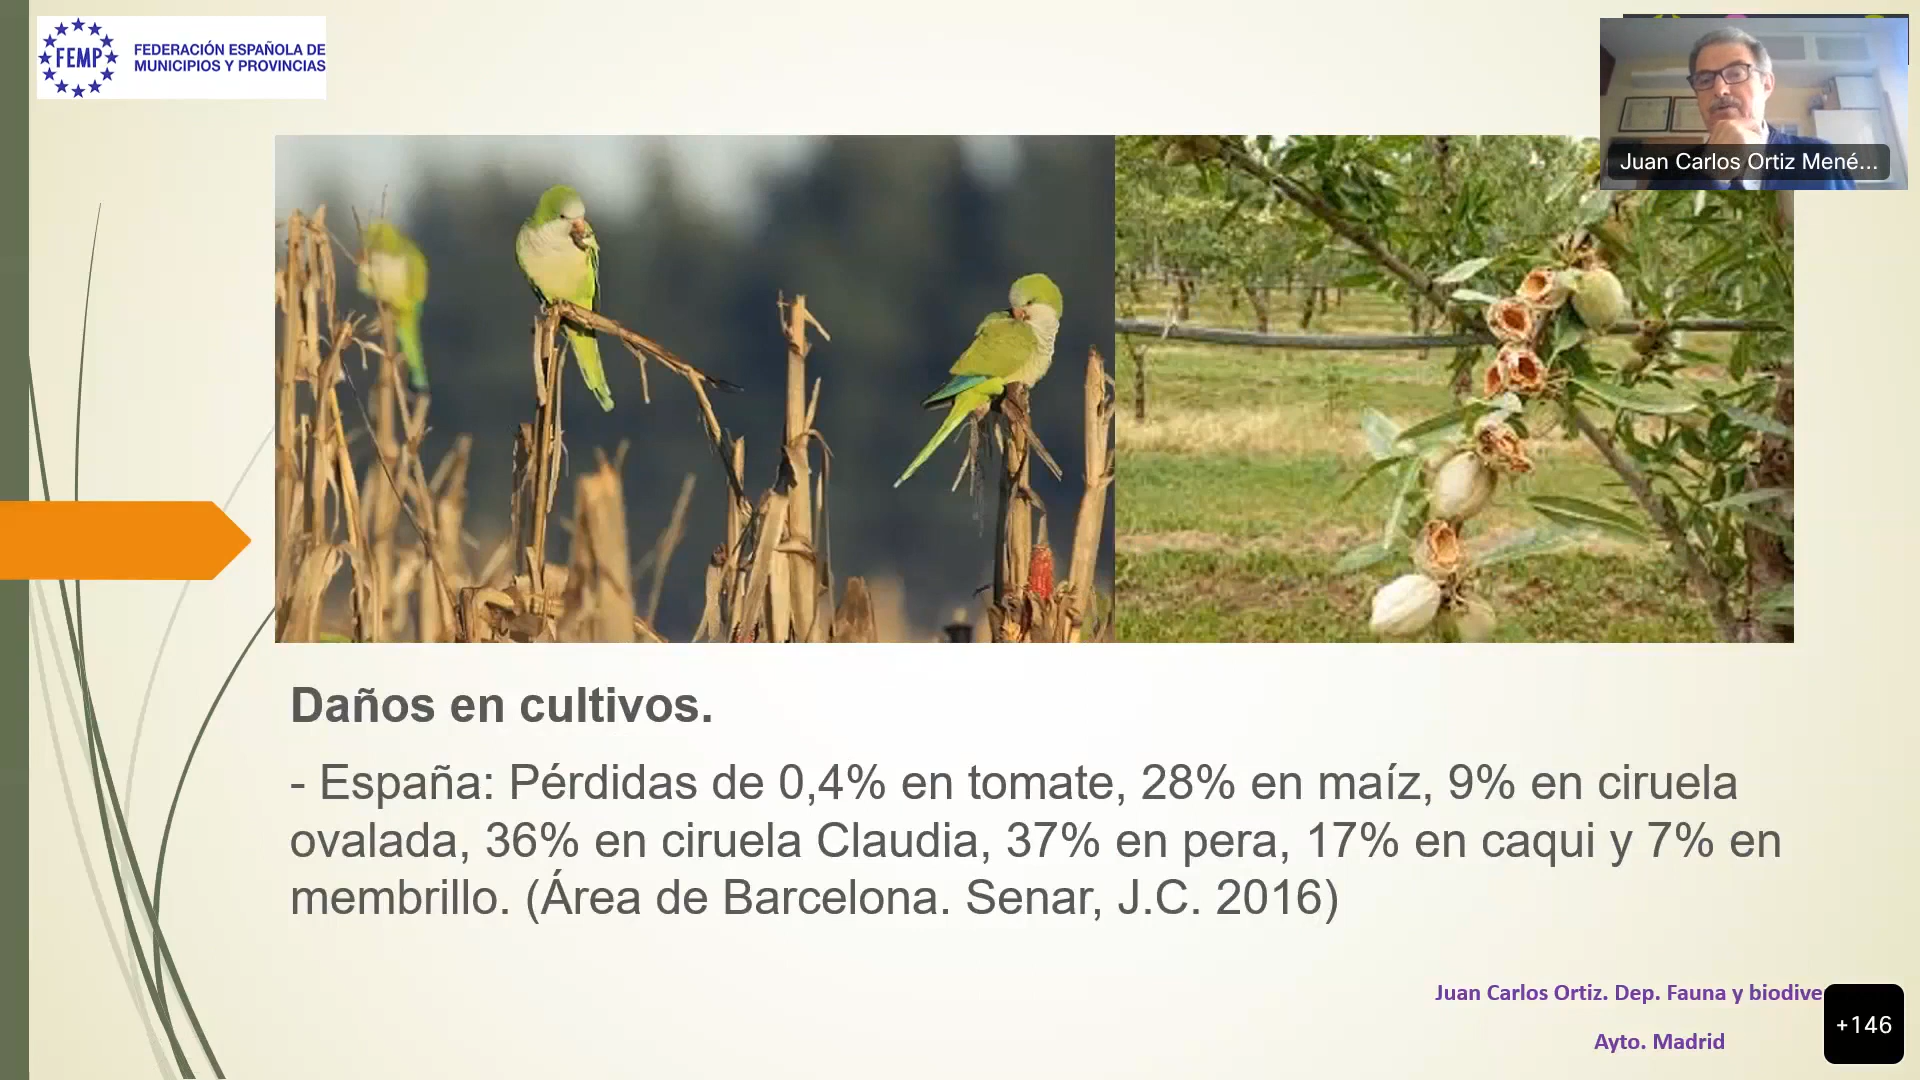 FEMP
FEDERACIÓN ESPAÑOLA DE
MUNICIPIOS Y PROVINCIAS
Juan Carlos Ortiz Mené...
Daños en cultivos.
- España: Pérdidas de 0,4% en tomate, 28% en maíz, 9% en ciruela
ovalada, 36% en ciruela Claudia, 37% en pera, 17% en caqui y 7% en
membrillo. (Área de Barcelona. Senar, J.C. 2016)
Juan Carlos Ortiz. Dep. Fauna y biodive
Ayto. Madrid
+146